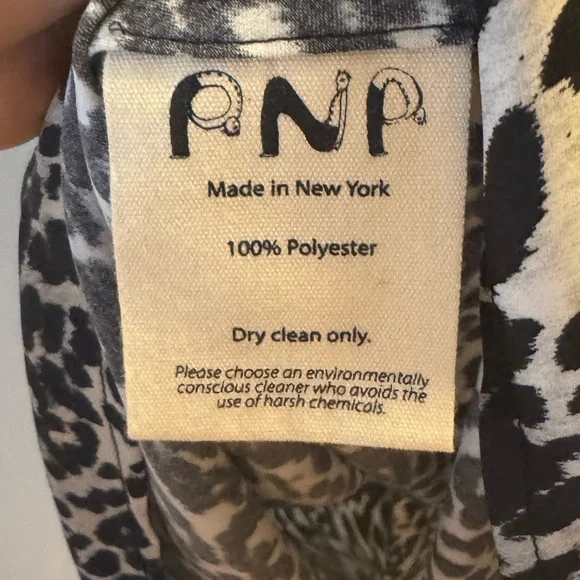 PNP
Made in New York
100% Polyester
Dry clean only.
Please choose an environmentally
conscious cleaner who avoids the
use of harsh chemicals.